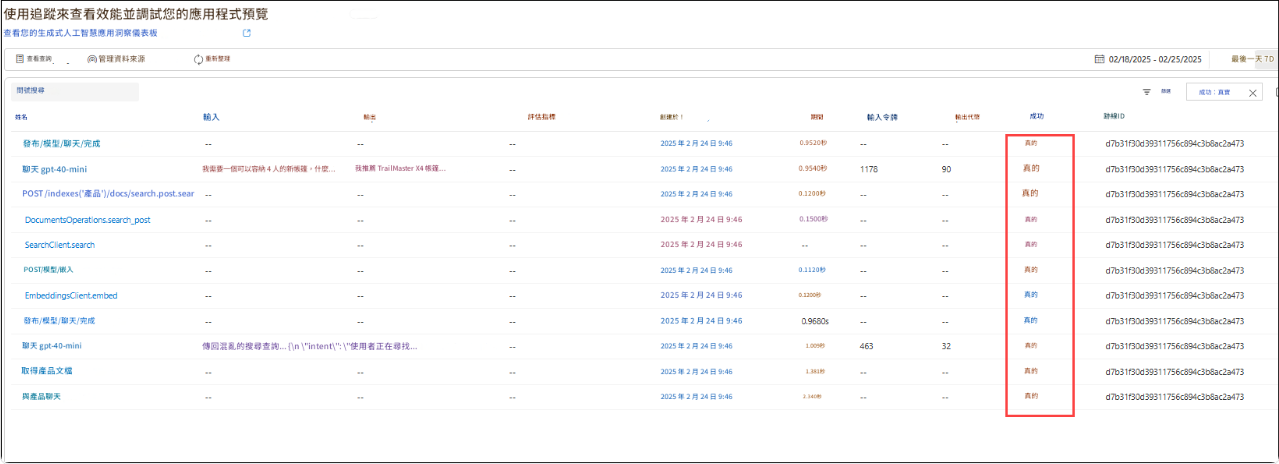 使用追蹤來查看效能並調試您的應用程式預覽
查看您的生成式人工智慧應用洞察儀表板
查看查詢 管理資料來源 重新整理 02/18/2025 - 02/25/2025 最後一天 7D
問號搜尋 篩選 成功：真實
姓名 輸入 輸出 評估指標 創建於！ 期間 輸入令牌 輸出代幣 成功 跡線ID
發布/模型/聊天/完成 -- -- 2025 年 2 月 24 日 9:46 0.9520秒 -- -- 真的 d7b31f30d39311756c894c3b8ac2a473
聊天 gpt-40-mini 我需要一個可以容納 4 人的新帳篷，什麼... 我推薦 TrailMaster X4 帳篷... -- 2025 年 2 月 24 日 9:46 0.9540秒 1178 90 真的 d7b31f30d39311756c894c3b8ac2a473
POST /indexes('產品')/docs/search.post.sear -- -- 2025 年 2 月 24 日 9:46 0.1200秒 -- -- 真的 d7b31f30d39311756c894c3b8ac2a473
DocumentsOperations.search_post -- -- 2025 年 2 月 24 日 9:46 0.1500秒 -- -- 真的 d7b31f30d39311756c894c3b8ac2a473
SearchClient.search -- -- 2025 年 2 月 24 日 9:46 -- -- -- 真的 d7b31f30d39311756c894c3b8ac2a473
POST/模型/嵌入 -- -- 2025 年 2 月 24 日 9:46 0.1120秒 -- -- 真的 d7b31f30d39311756c894c3b8ac2a473
EmbeddingsClient.embed -- -- 2025 年 2 月 24 日 9:46 0.1200秒 -- -- 真的 d7b31f30d39311756c894c3b8ac2a473
發布/模型/聊天/完成 -- -- 2025 年 2 月 24 日 9:46 0.9680s -- -- 真的 d7b31f30d39311756c894c3b8ac2a473
聊天 gpt-40-mini 傳回混亂的搜尋查詢... {\n \"intent\": \"使用者正在尋找... -- 2025 年 2 月 24 日 9:46 1.009秒 463 32 真的 d7b31f30d39311756c894c3b8ac2a473
取得產品文檔 -- -- 2025 年 2 月 24 日 9:46 1.381秒 -- -- 真的 d7b31f30d39311756c894c3b8ac2a473
與產品聊天 -- -- 2025 年 2 月 24 日 9:46 2.340秒 -- -- 真的 d7b31f30d39311756c894c3b8ac2a473